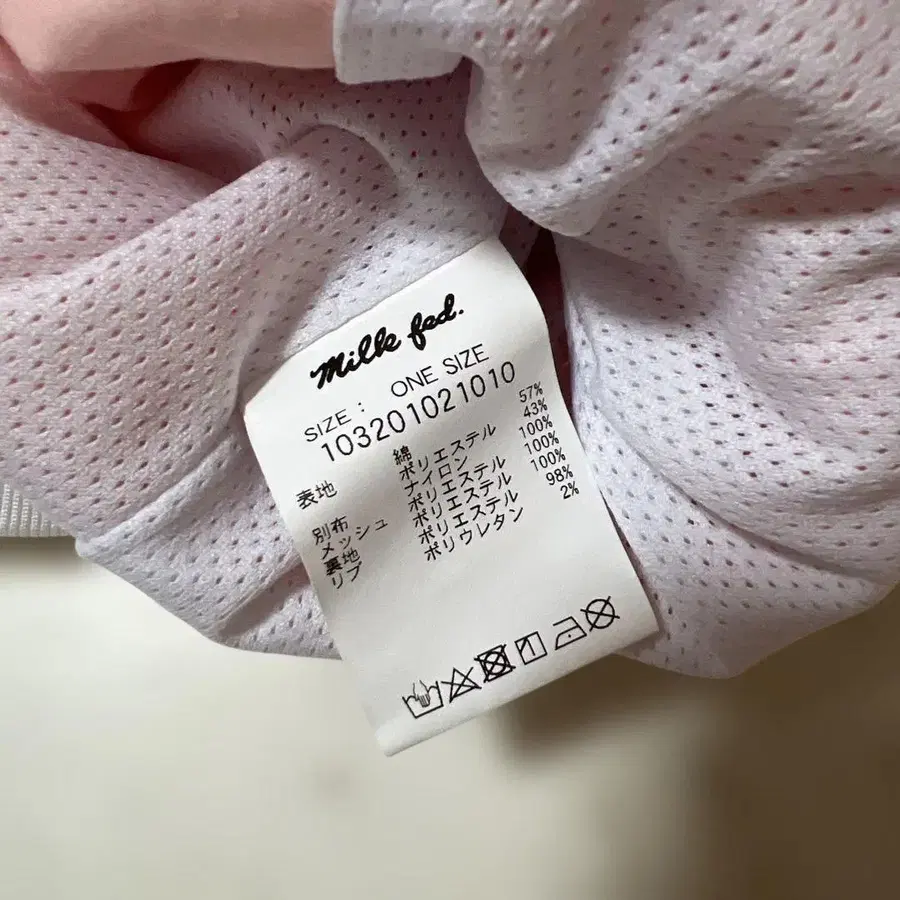 Milk fed.
SIZE : ONE SIZE
103201021010
表地 綿 57%
ポリエステル 43%
別布 ナイロン 100%
メッシュ ポリエステル 100%
裏地 ポリエステル 100%
リブ ポリエステル 98%
ポリウレタン 2%